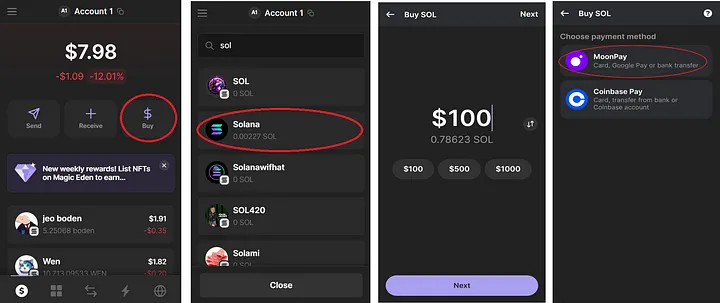 A1 Account 1
$7.98
-$1.09 -12.01%
Send
Receive
$
Buy
New weekly rewards! List NFTs
on Magic Eden to earn...
jeo boden
$1.91
5.25068 boden
-$0.35
Wen
$1.82
10,713.09533 WEN
-$0.20
A1 Account 1
sol
SOL
0 SOL
Solana
0.00227 SOL
Solanawifhat
0 SOL
SOL420
0 SOL
Solami
0 SOL
Close
Buy SOL
Next
$100
0.78623 SOL
$100
$500
$1000
Next
Buy SOL
Choose payment method
MoonPay
Card, Google Pay or bank transfer
Coinbase Pay
Card, transfer from bank or
Coinbase account